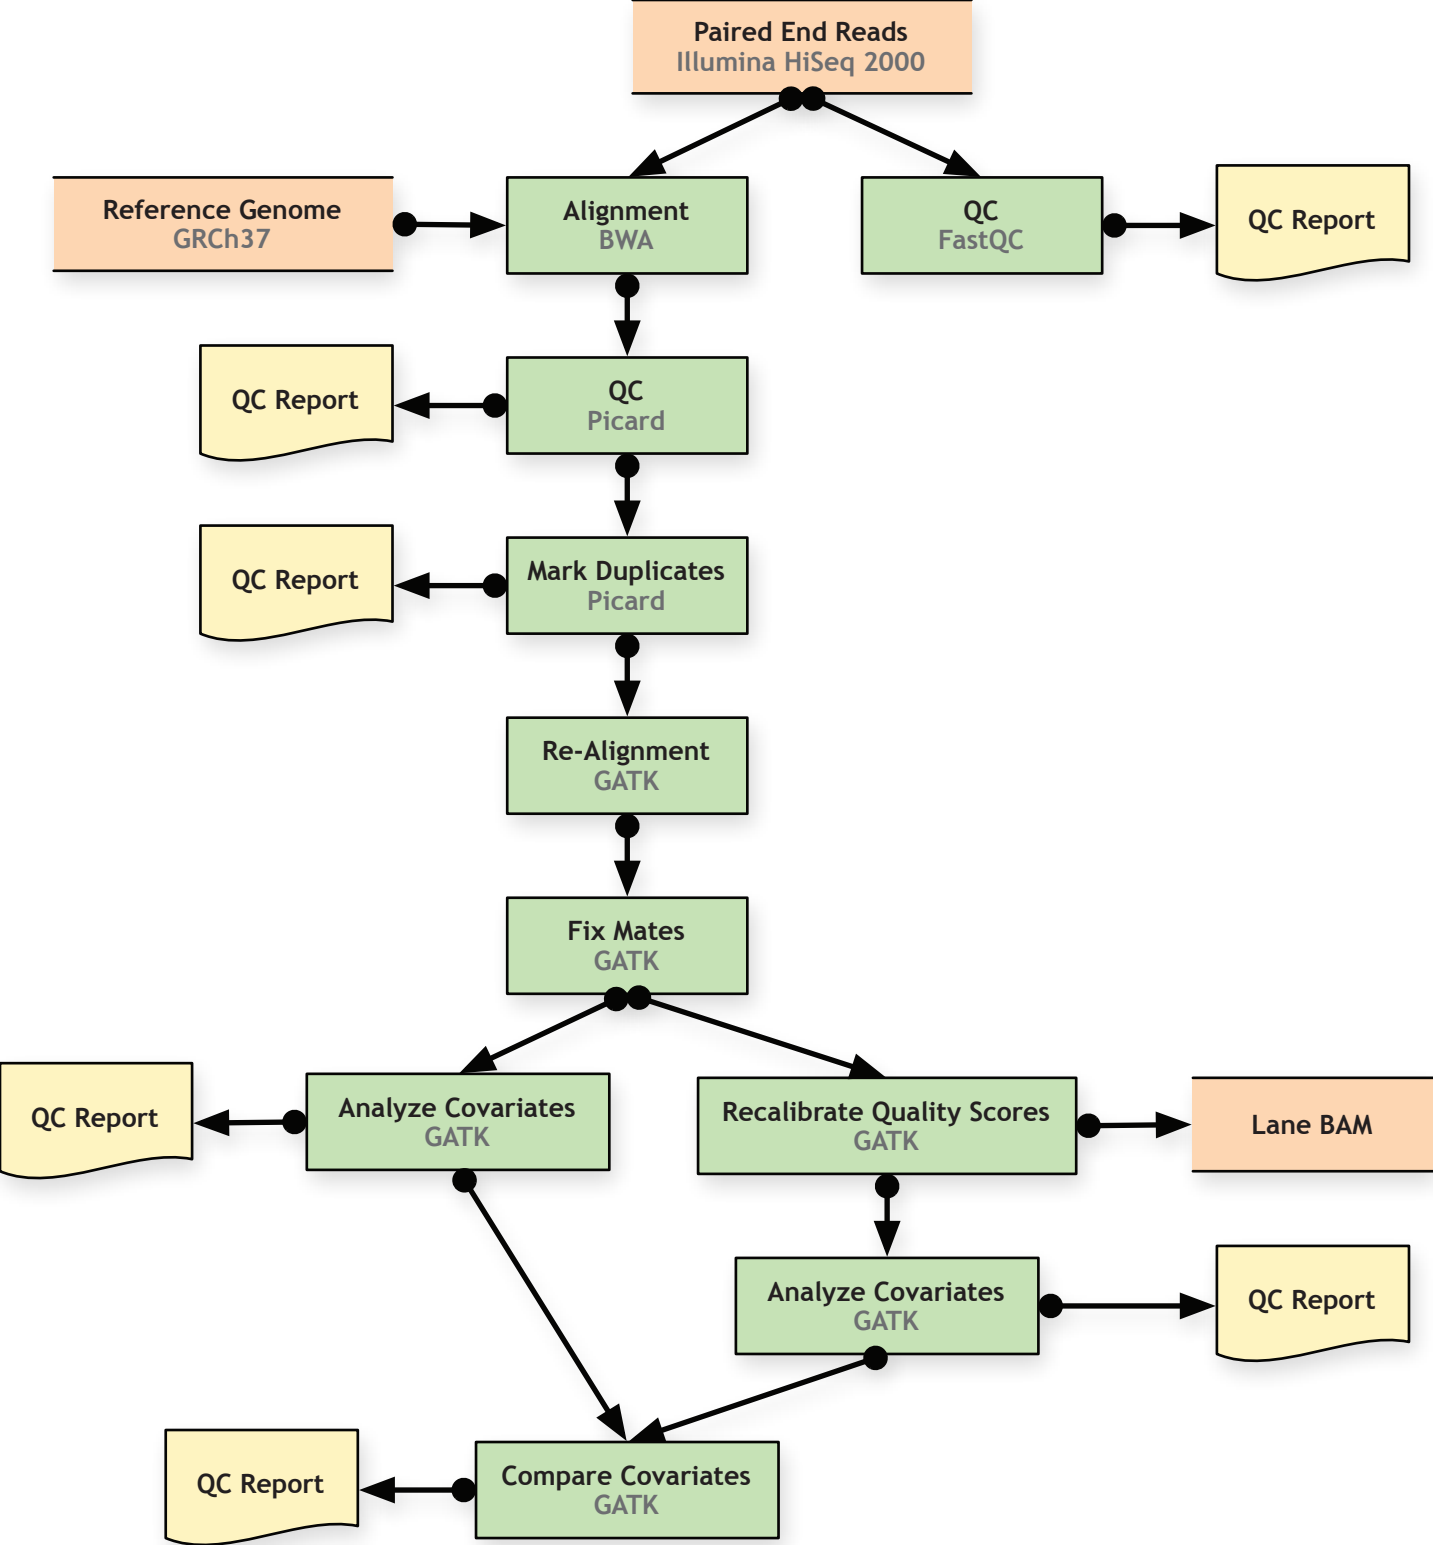 Paired End Reads
Illumina HiSeq 2000
Reference Genome
GRCh37
Alignment
BWA
QC
FastQC
QC Report
QC Report
QC
Picard
QC Report
Mark Duplicates
Picard
Re-Alignment
GATK
Fix Mates
GATK
QC Report
Analyze Covariates
GATK
Recalibrate Quality Scores
GATK
Lane BAM
Analyze Covariates
GATK
QC Report
QC Report
Compare Covariates
GATK